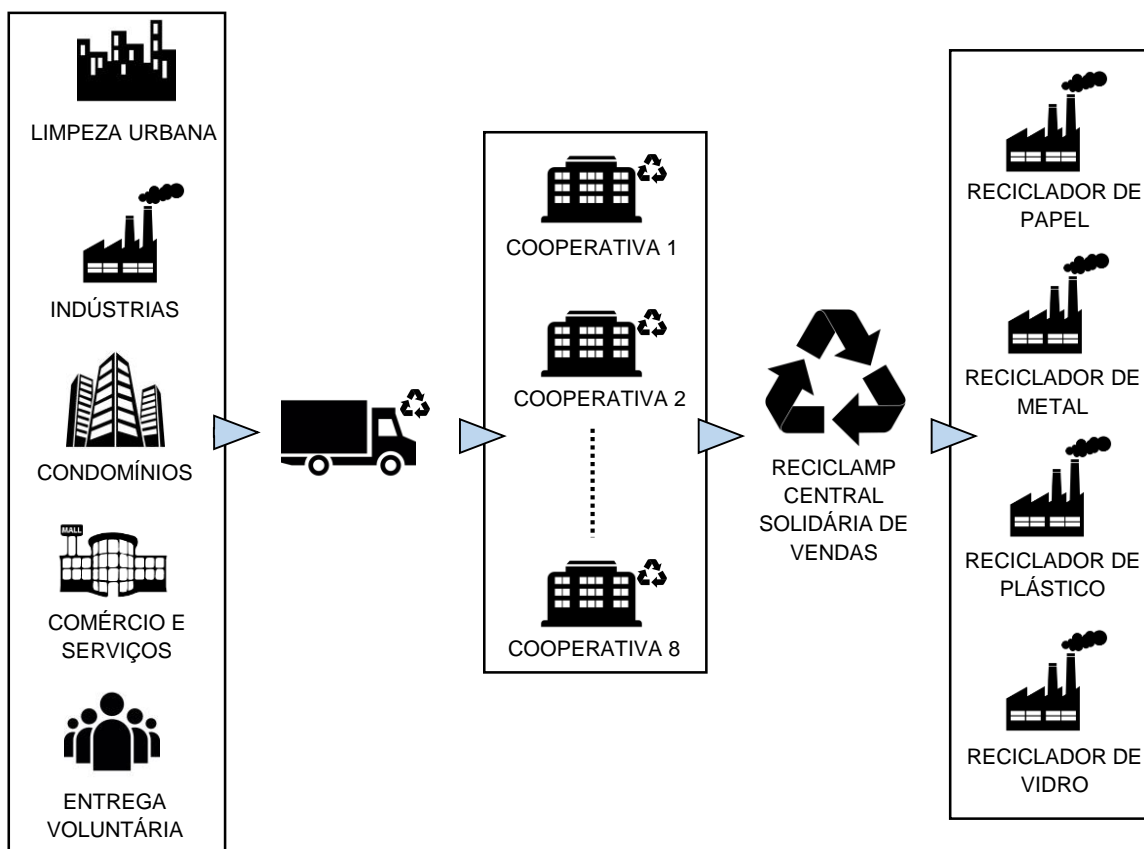 LIMPEZA URBANA
INDÚSTRIAS
CONDOMÍNIOS
MALL
COMÉRCIO E
SERVIÇOS
ENTREGA
VOLUNTÁRIA
COOPERATIVA 1
COOPERATIVA 2
COOPERATIVA 8
RECICLAMP
CENTRAL
SOLIDÁRIA DE
VENDAS
RECICLADOR DE
PAPEL
RECICLADOR DE
METAL
RECICLADOR DE
PLÁSTICO
RECICLADOR DE
VIDRO